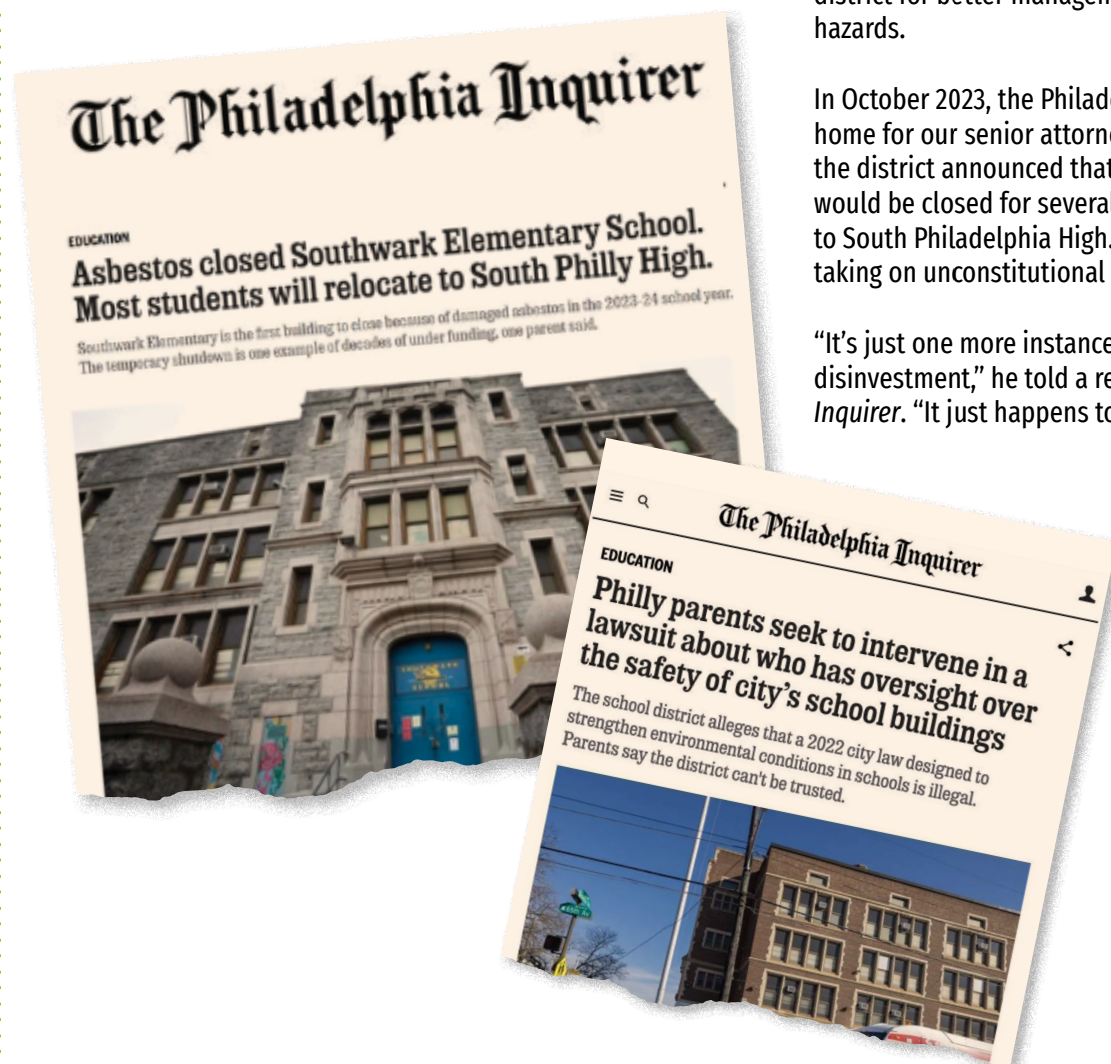 The Philadelphia Inquirer
EDUCATION
Asbestos closed Southwark Elementary School.
Most students will relocate to South Philly High.
Southwark Elementary is the first building to close because of damaged asbestos in the 2023-24 school year.
The temporary shutdown is one example of decades of under funding, one parent said.
hazards.
In October 2023, the Philade
home for our senior attorne
the district announced that
would be closed for several
to South Philadelphia High.
taking on unconstitutional
“It’s just one more instance
disinvestment,” he told a re
Inquirer. “It just happens to
The Philadelphia Inquirer
EDUCATION
Philly parents seek to intervene in a
lawsuit about who has oversight over
the safety of city’s school buildings
The school district alleges that a 2022 city law designed to
strengthen environmental conditions in schools is illegal.
Parents say the district can't be trusted.